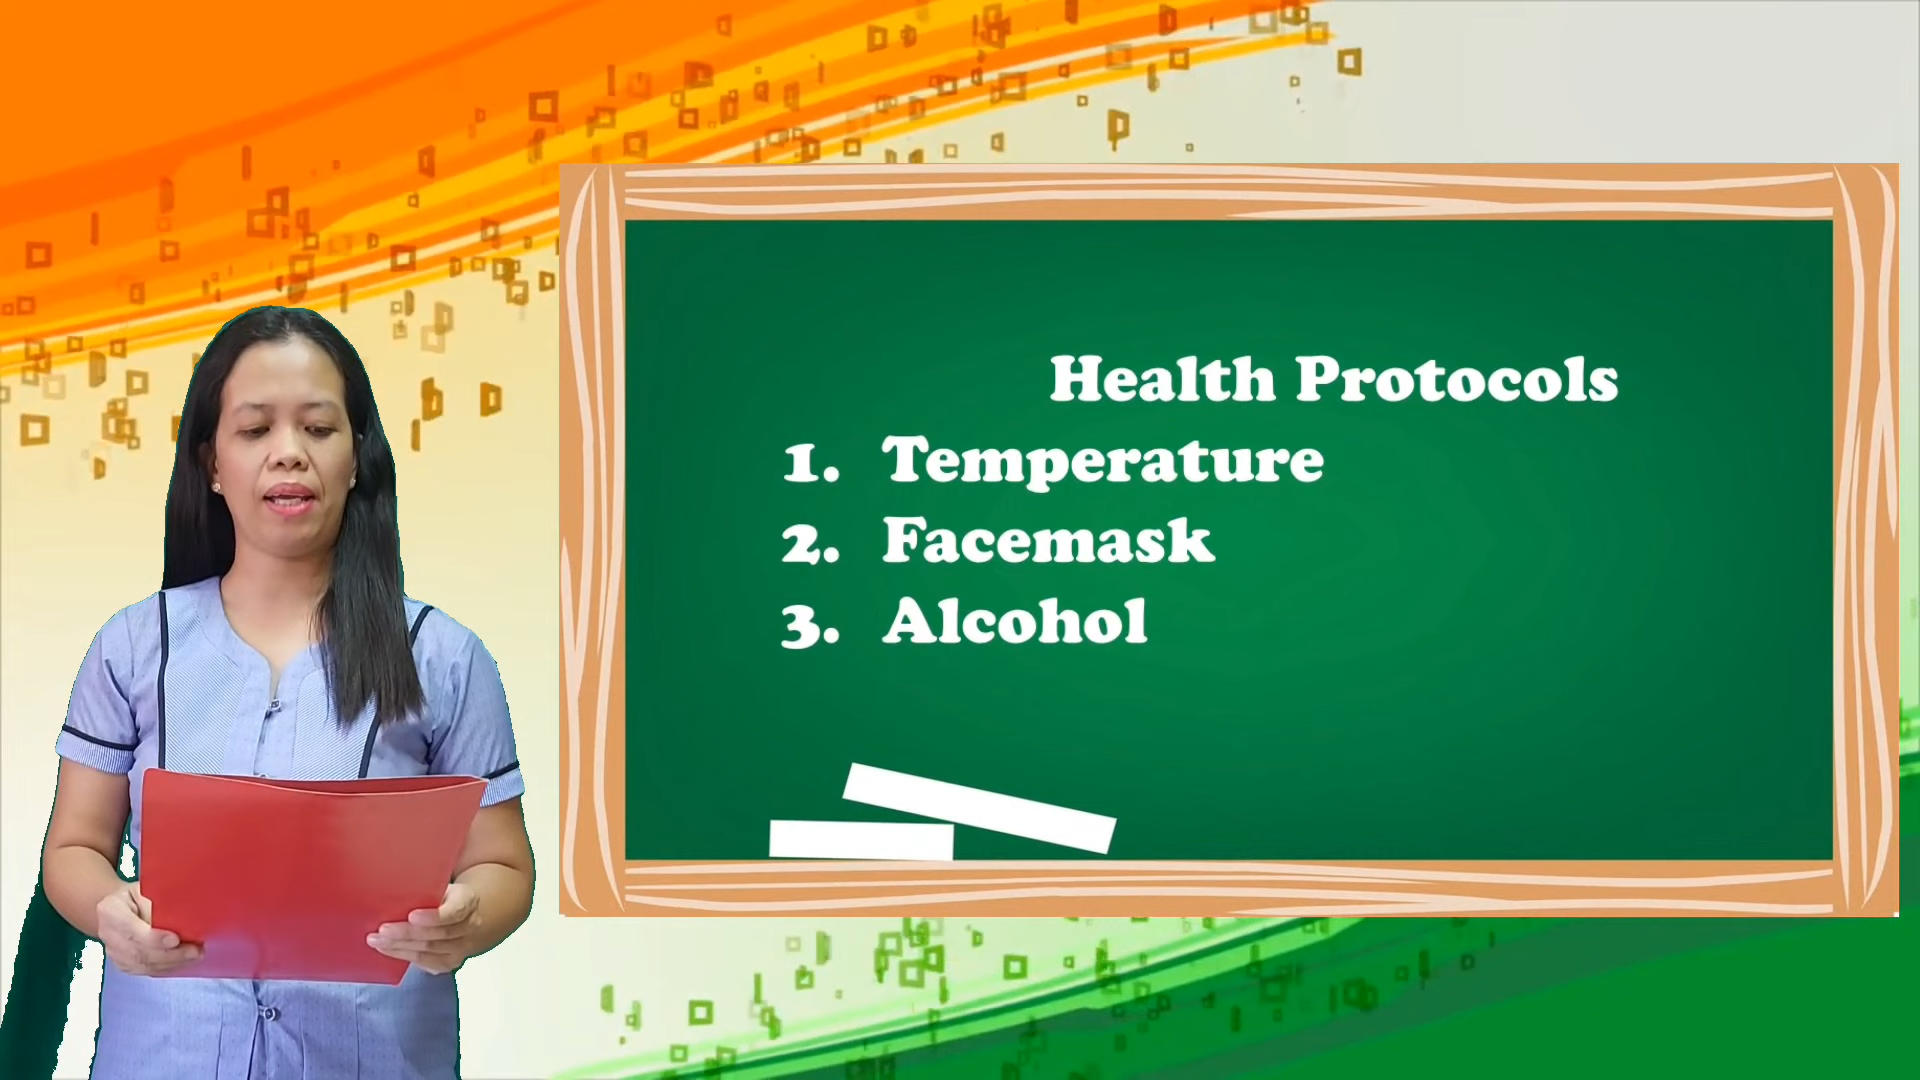 Health Protocols
1. Temperature
2. Facemask
3. Alcohol